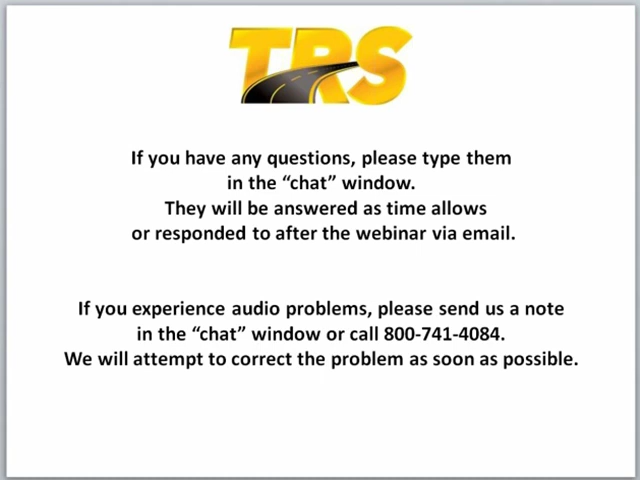 TRS
If you have any questions, please type them
in the “chat” window.
They will be answered as time allows
or responded to after the webinar via email.
If you experience audio problems, please send us a note
in the “chat” window or call 800-741-4084.
We will attempt to correct the problem as soon as possible.